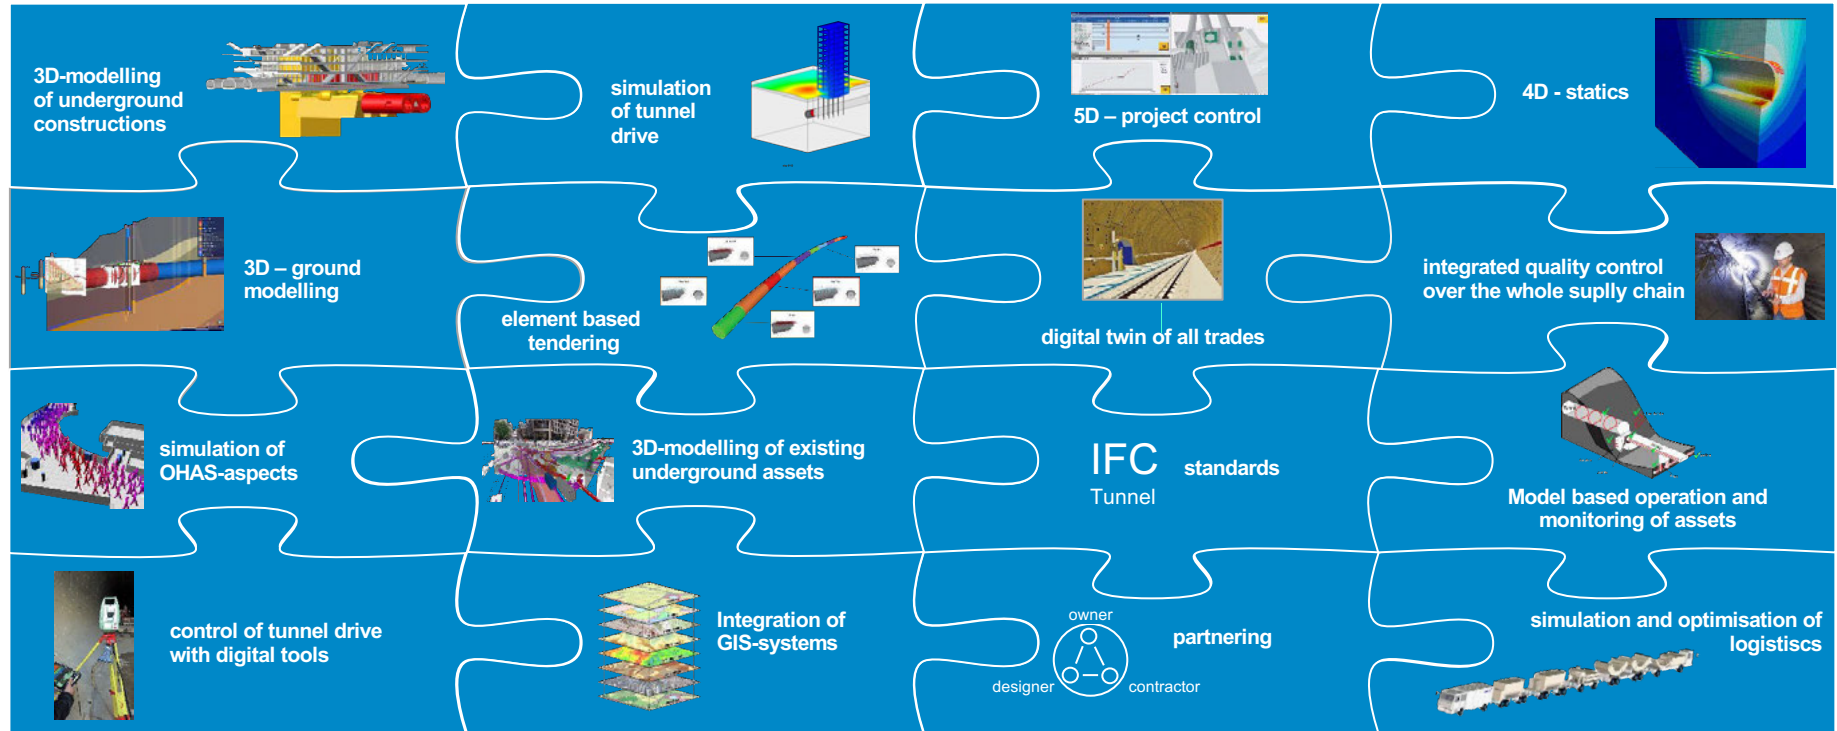 3D-modelling
of underground
constructions
simulation
of tunnel
drive
5D – project control
4D - statics
3D – ground
modelling
element based
tendering
digital twin of all trades
integrated quality control
over the whole suplly chain
simulation of
OHAS-aspects
3D-modelling of existing
underground assets
IFC
Tunnel
standards
Model based operation and
monitoring of assets
control of tunnel drive
with digital tools
Integration of
GIS-systems
owner
designer
contractor
partnering
simulation and optimisation of
logistiscs